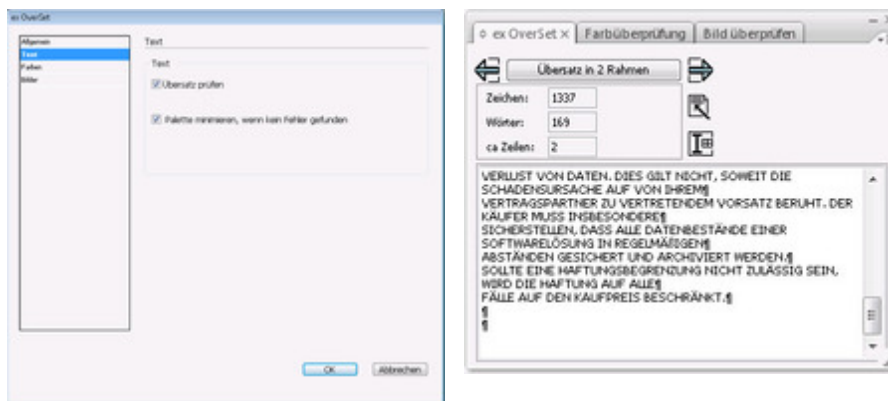 ex OverSet
Allgemein
Text
Farben
Bilder
Text
Text
Übersatz prüfen
Palette minimieren, wenn kein Fehler gefunden
OK
Abbrechen
ex OverSet ×
Farbüberprüfung
Bild überprüfen
Übersatz in 2 Rahmen
Zeichen: 1337
Wörter: 169
ca Zeilen: 2
VERLUST VON DATEN. DIES GILT NICHT, SOWEIT DIE
SCHADENSURSACHE AUF VON IHREM¶
VERTRAGSPARTNER ZU VERTRETENDEM VORSATZ BERUHT. DER
KÄUFER MUSS INSBESONDERE¶
SICHERSTELLEN, DASS ALLE DATENBESTÄNDE EINER
SOFTWARELÖSUNG IN REGELMÄßIGEN¶
ABSTÄNDEN GESICHERT UND ARCHIVIERT WERDEN.¶
SOLLTE EINE HAFTUNGSBEGRENZUNG NICHT ZULÄSSIG SEIN,
WIRD DIE HAFTUNG AUF ALLE¶
FÄLLE AUF DEN KAUFPREIS BESCHRÄNKT.¶
¶
¶